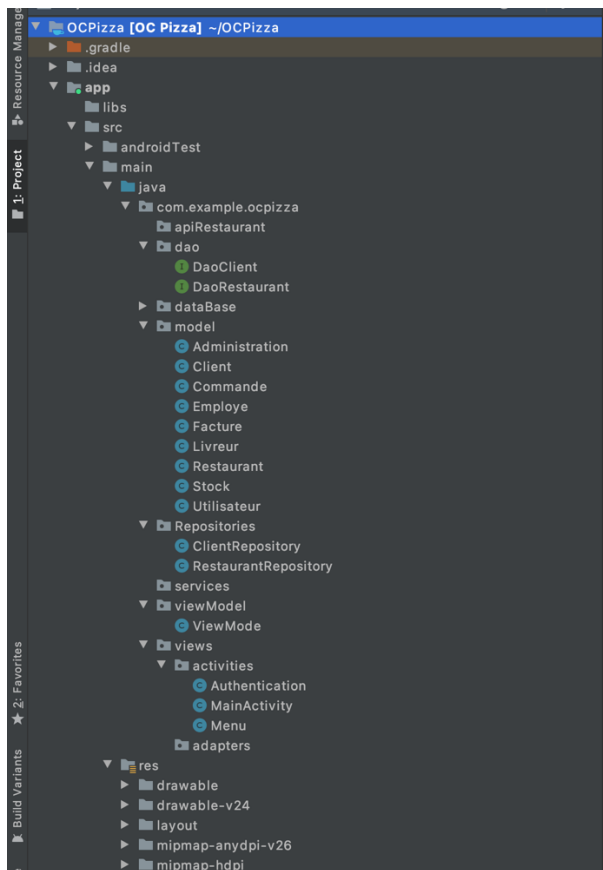 OCPizza [OC Pizza] ~/OCPizza
.gradle
.idea
app
libs
src
androidTest
main
java
com.example.ocpizza
apiRestaurant
dao
DaoClient
DaoRestaurant
dataBase
model
Administration
Client
Commande
Employe
Facture
Livreur
Restaurant
Stock
Utilisateur
Repositories
ClientRepository
RestaurantRepository
services
viewModel
ViewMode
views
activities
Authentication
MainActivity
Menu
adapters
res
drawable
drawable-v24
layout
mipmap-anydpi-v26
mipmap-hdpi
Resource Manage
1: Project
2: Favorites
Build Variants